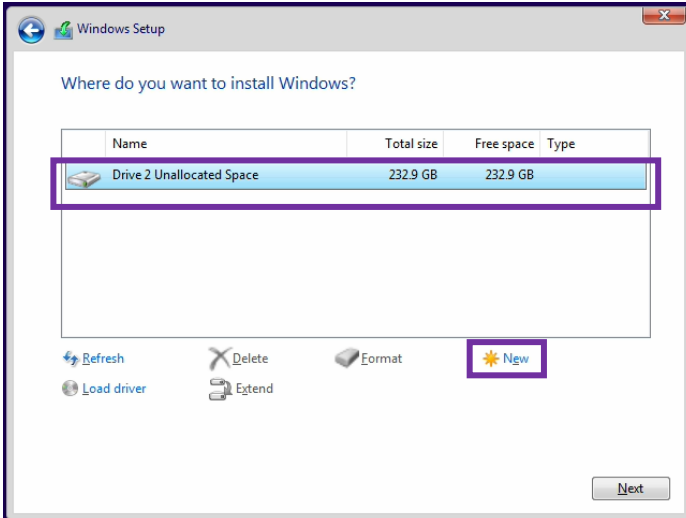 Windows Setup
Where do you want to install Windows?
Name Total size Free space Type
Drive 2 Unallocated Space 232.9 GB 232.9 GB
Refresh Delete Format New
Load driver Extend
Next